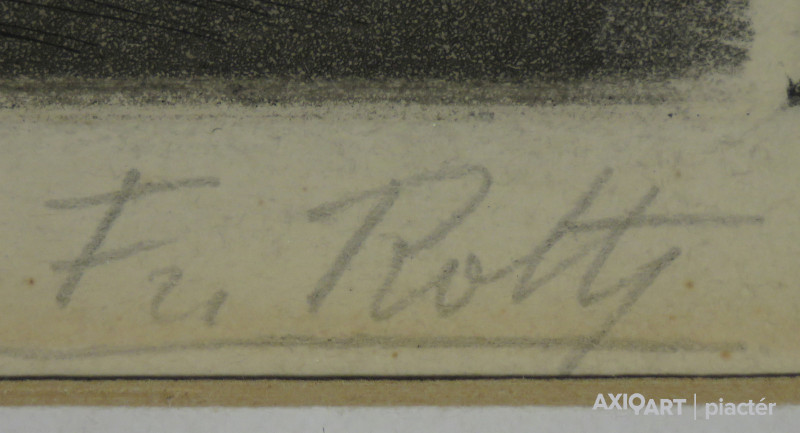 Fr. Rotty
AXIOART | piactér